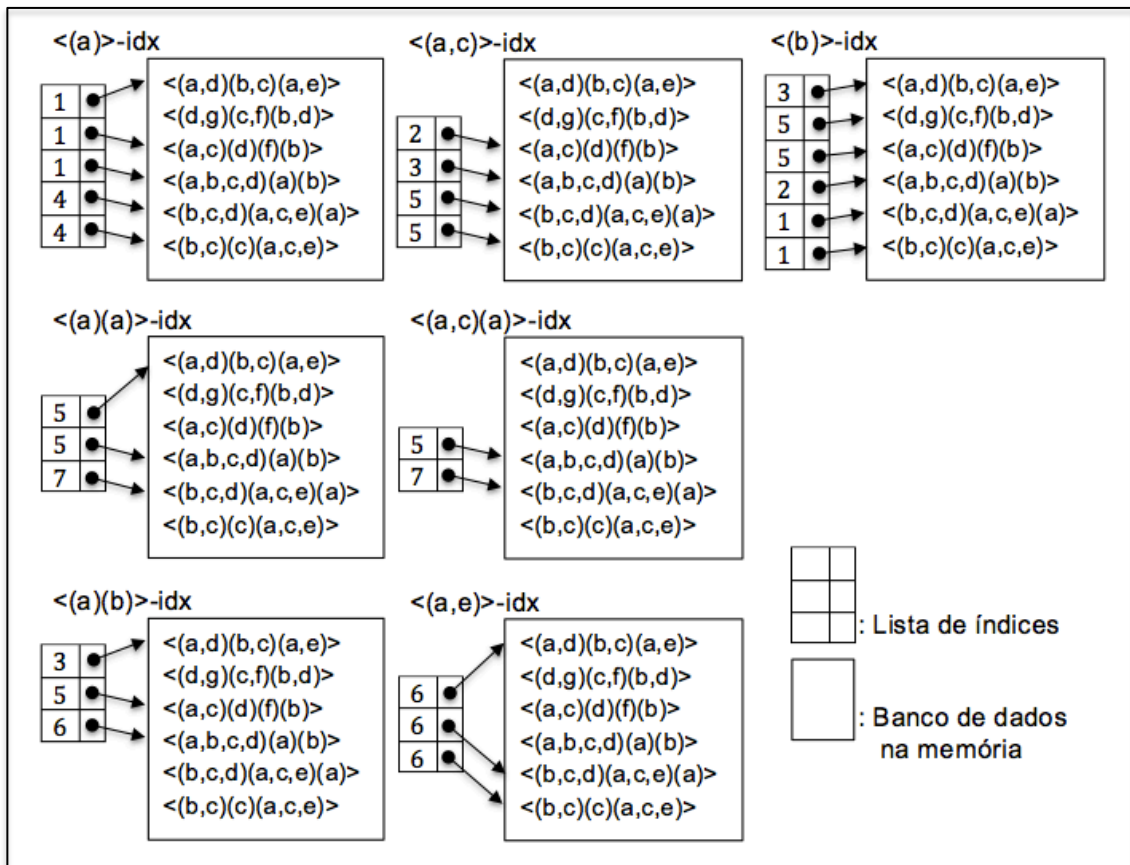 <(a)>-idx
1
1
1
4
4
<(a,d)(b,c)(a,e)>
<(d,g)(c,f)(b,d)>
<(a,c)(d)(f)(b)>
<(a,b,c,d)(a)(b)>
<(b,c,d)(a,c,e)(a)>
<(b,c)(c)(a,c,e)>
<(a,c)>-idx
2
3
5
5
<(a,d)(b,c)(a,e)>
<(d,g)(c,f)(b,d)>
<(a,c)(d)(f)(b)>
<(a,b,c,d)(a)(b)>
<(b,c,d)(a,c,e)(a)>
<(b,c)(c)(a,c,e)>
<(b)>-idx
3
5
5
2
1
1
<(a,d)(b,c)(a,e)>
<(d,g)(c,f)(b,d)>
<(a,c)(d)(f)(b)>
<(a,b,c,d)(a)(b)>
<(b,c,d)(a,c,e)(a)>
<(b,c)(c)(a,c,e)>
<(a)(a)>-idx
5
5
7
<(a,d)(b,c)(a,e)>
<(d,g)(c,f)(b,d)>
<(a,c)(d)(f)(b)>
<(a,b,c,d)(a)(b)>
<(b,c,d)(a,c,e)(a)>
<(b,c)(c)(a,c,e)>
<(a,c)(a)>-idx
5
7
<(a,d)(b,c)(a,e)>
<(d,g)(c,f)(b,d)>
<(a,c)(d)(f)(b)>
<(a,b,c,d)(a)(b)>
<(b,c,d)(a,c,e)(a)>
<(b,c)(c)(a,c,e)>
<(a)(b)>-idx
3
5
6
<(a,d)(b,c)(a,e)>
<(d,g)(c,f)(b,d)>
<(a,c)(d)(f)(b)>
<(a,b,c,d)(a)(b)>
<(b,c,d)(a,c,e)(a)>
<(b,c)(c)(a,c,e)>
<(a,e)>-idx
6
6
6
<(a,d)(b,c)(a,e)>
<(d,g)(c,f)(b,d)>
<(a,c)(d)(f)(b)>
<(a,b,c,d)(a)(b)>
<(b,c,d)(a,c,e)(a)>
<(b,c)(c)(a,c,e)>
: Lista de índices
: Banco de dados
na memória